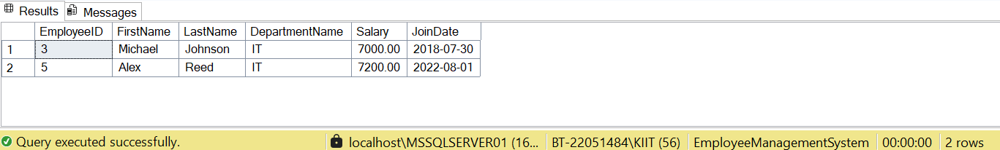 Results Messages
EmployeeID FirstName LastName DepartmentName Salary JoinDate
1 3 Michael Johnson IT 7000.00 2018-07-30
2 5 Alex Reed IT 7200.00 2022-08-01
Query executed successfully. localhost\MSSQLSERVER01 (16... BT-22051484\KIIT (56) EmployeeManagementSystem 00:00:00 2 rows